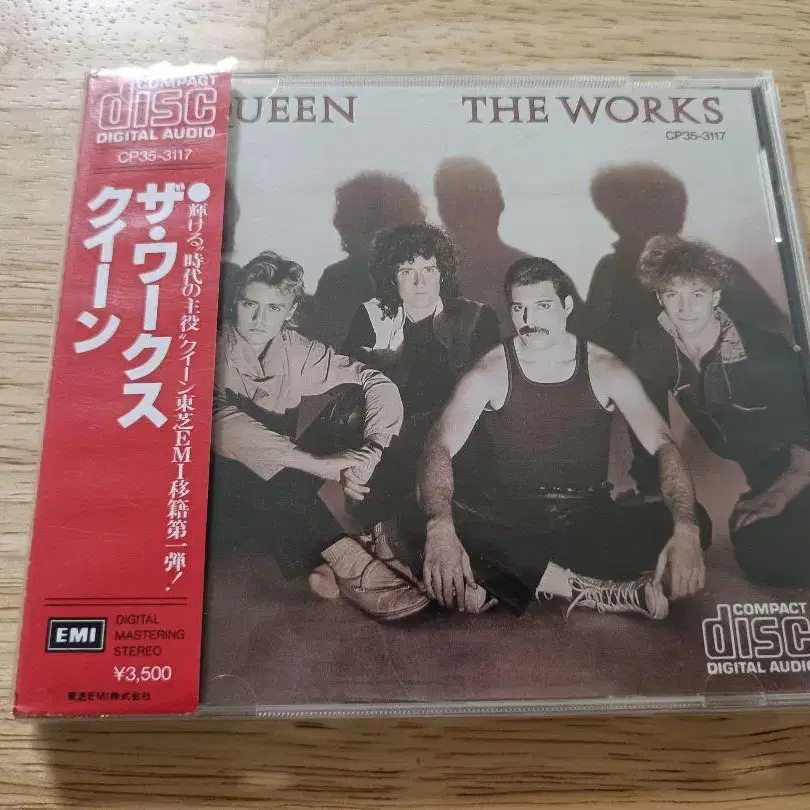 COMPACT
disc
DIGITAL AUDIO
CP35-3117
ザ・ワークス
クイーン
●輝ける"時代の主役"クイーン東芝EMI移籍第一弾!
EMI
DIGITAL
MASTERING
STEREO
¥3,500
東芝EMI株式会社
QUEEN THE WORKS
CP35-3117
COMPACT
disc
DIGITAL AUDIO